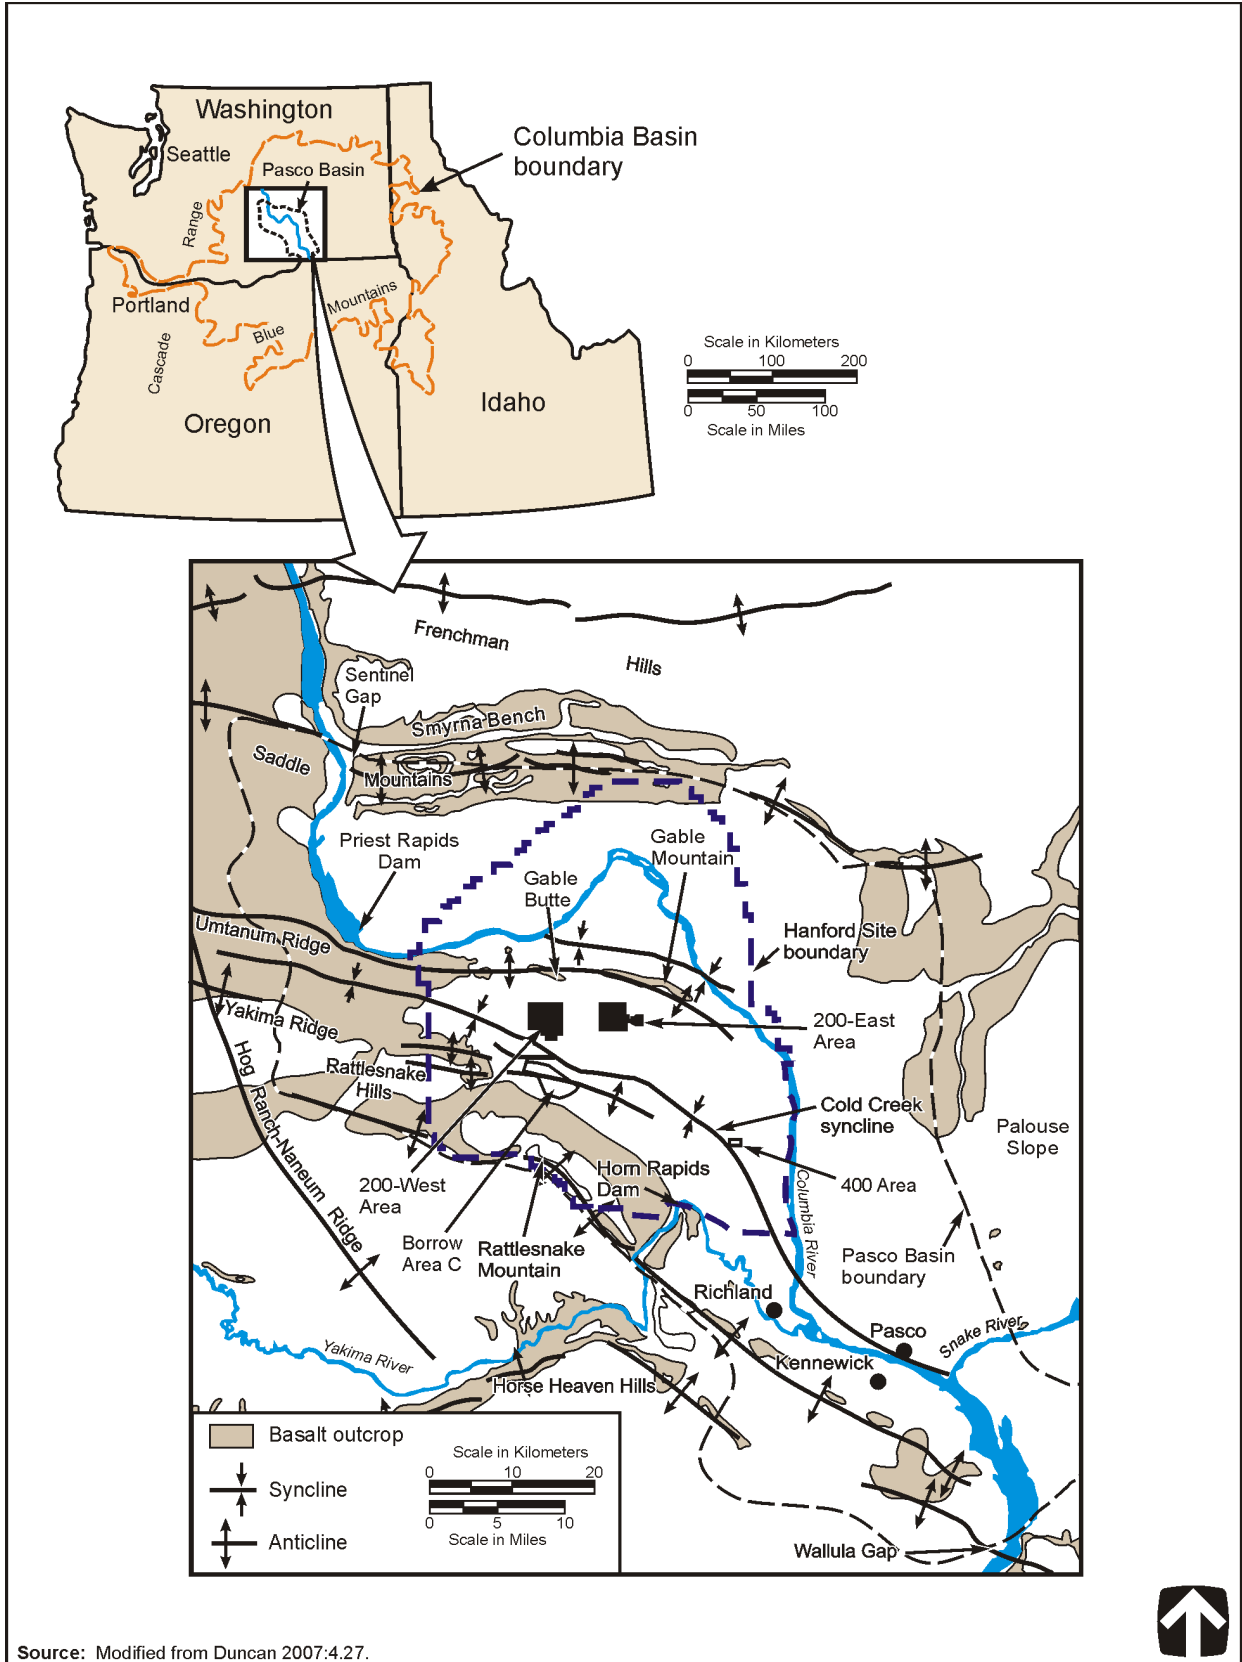 Washington
Seattle
Columbia Basin
boundary
Pasco Basin
Range
Portland
Blue
Mountains
Cascade
Oregon
Idaho
Scale in Kilometers
0 100 200
0 50 100
Scale in Miles
Frenchman
Hills
Sentinel
Gap
Smyrna Bench
Saddle
Mountains
Priest Rapids
Dam
Gable
Mountain
Gable
Butte
Umtanum Ridge
Hanford Site
boundary
Yakima Ridge
200-East
Area
Hog Ranch-Naneum Ridge
Rattlesnake
Hills
Cold Creek
syncline
Palouse
Slope
200-West
Area
Horn Rapids
Dam
400 Area
Columbia River
Borrow
Area C
Rattlesnake
Mountain
Pasco Basin
boundary
Richland
Pasco
Snake River
Yakima River
Kennewick
Horse Heaven Hills
Basalt outcrop
Syncline
Anticline
Scale in Kilometers
0 10 20
0 5 10
Scale in Miles
Wallula Gap
Source: Modified from Duncan 2007:4.27.